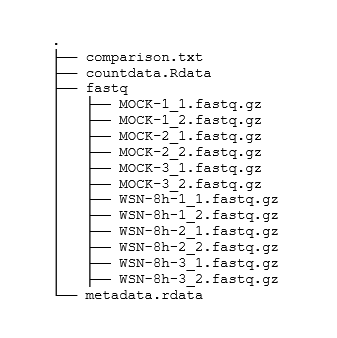 .
├── comparison.txt
├── countdata.Rdata
├── fastq
│   ├── MOCK-1_1.fastq.gz
│   ├── MOCK-1_2.fastq.gz
│   ├── MOCK-2_1.fastq.gz
│   ├── MOCK-2_2.fastq.gz
│   ├── MOCK-3_1.fastq.gz
│   ├── MOCK-3_2.fastq.gz
│   ├── WSN-8h-1_1.fastq.gz
│   ├── WSN-8h-1_2.fastq.gz
│   ├── WSN-8h-2_1.fastq.gz
│   ├── WSN-8h-2_2.fastq.gz
│   ├── WSN-8h-3_1.fastq.gz
│   ├── WSN-8h-3_2.fastq.gz
└── metadata.rdata